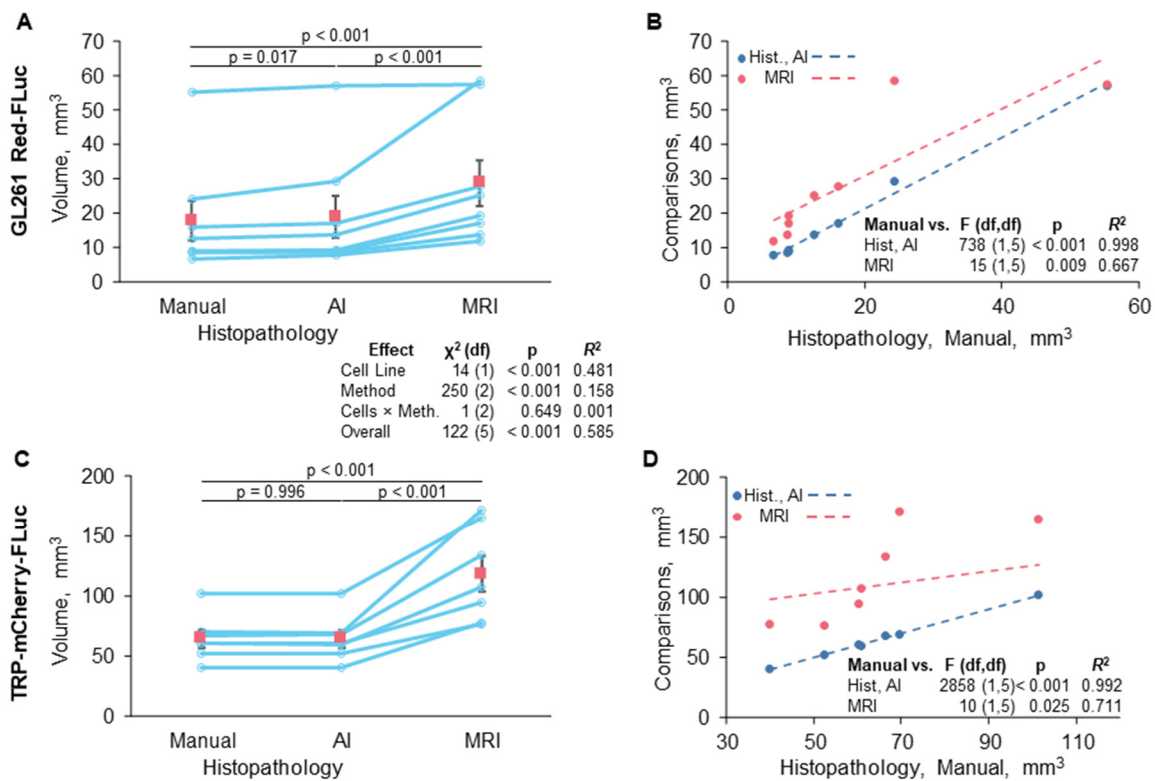 A
GL261 Red-FLuc
Volume, mm³
70
60
50
40
30
20
10
0
p < 0.001
p = 0.017
p < 0.001
Manual
AI
MRI
Histopathology
B
Comparisons, mm³
70
60
50
40
30
20
10
0
Hist., AI
MRI
Manual vs. F (df,df) p R²
Hist, AI 738 (1,5) < 0.001 0.998
MRI 15 (1,5) 0.009 0.667
0
20
40
60
Histopathology, Manual, mm³
Effect χ² (df) p R²
Cell Line 14 (1) < 0.001 0.481
Method 250 (2) < 0.001 0.158
Cells × Meth. 1 (2) 0.649 0.001
Overall 122 (5) < 0.001 0.585
C
TRP-mCherry-FLuc
Volume, mm³
200
150
100
50
0
p < 0.001
p = 0.996
p < 0.001
Manual
AI
MRI
Histopathology
D
Comparisons, mm³
200
150
100
50
0
Hist., AI
MRI
Manual vs. F (df,df) p R²
Hist, AI 2858 (1,5) < 0.001 0.992
MRI 10 (1,5) 0.025 0.711
30
50
70
90
110
Histopathology, Manual, mm³